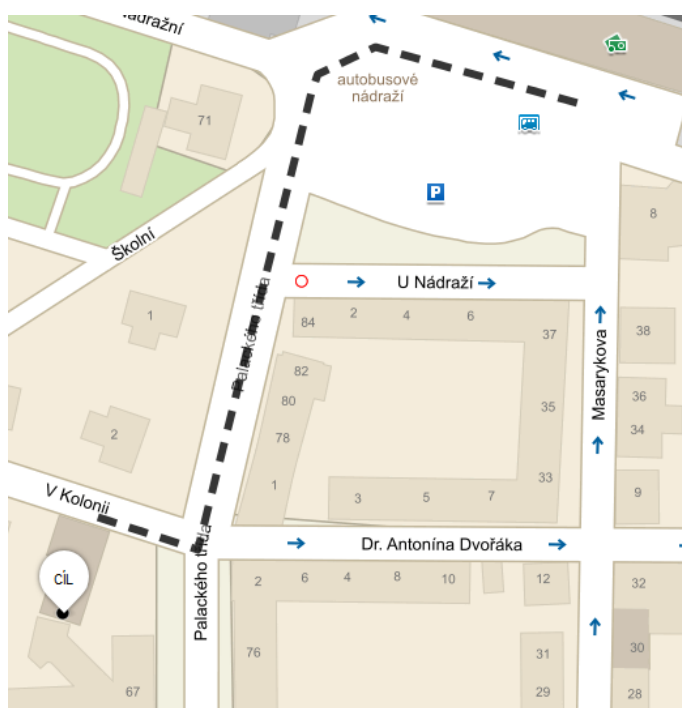 Nádražní
autobusové
nádraží
71
P
8
Školní
U Nádraží
Palackého třída
1
84
2
4
6
37
38
Masarykova
82
80
78
1
36
34
35
2
33
9
3
5
7
V Kolonii
Dr. Antonína Dvořáka
CÍL
Palackého třída
2
6
4
8
10
12
32
76
31
30
67
29
28